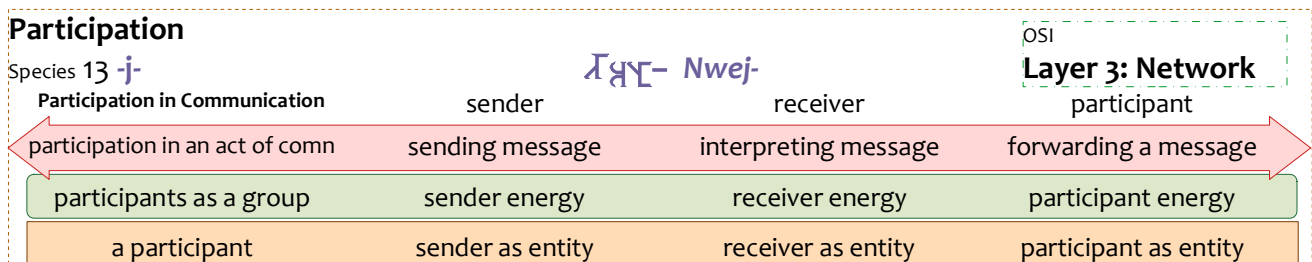 Participation
OSI
Species 13 -j- Nwej-
Layer 3: Network
Participation in Communication sender receiver participant
participation in an act of comn sending message interpreting message forwarding a message
participants as a group sender energy receiver energy participant energy
a participant sender as entity receiver as entity participant as entity